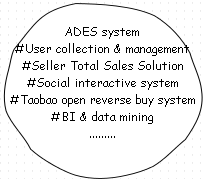 ADES system
#User collection & management
#Seller Total Sales Solution
#Social interactive system
#Taobao open reverse buy system
#BI & data mining
.........